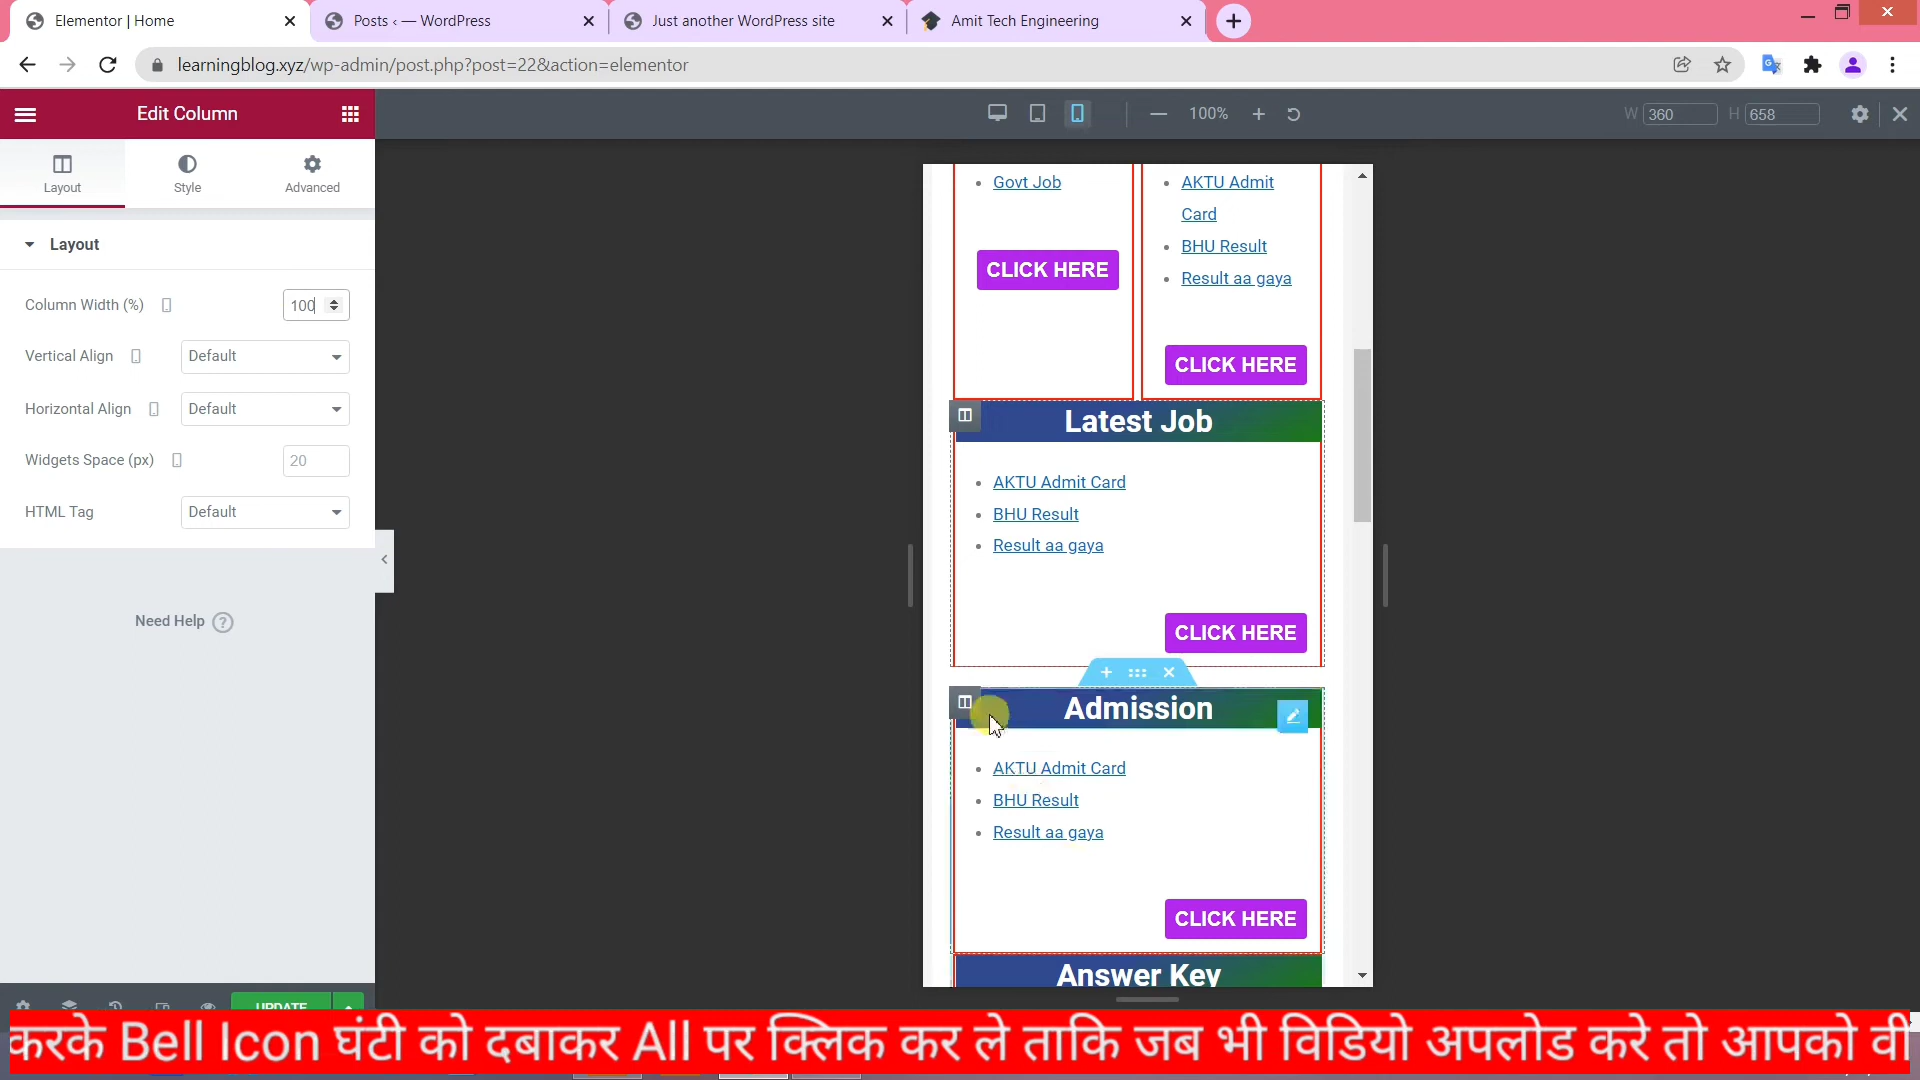 Elementor | Home
Posts ‹ — WordPress
Just another WordPress site
Amit Tech Engineering
learningblog.xyz/wp-admin/post.php?post=22&action=elementor
Edit Column
100%
W 360 H 658
Layout
Style
Advanced
Layout
Column Width (%) 100
Vertical Align Default
Horizontal Align Default
Widgets Space (px) 20
HTML Tag Default
Need Help ?
UPDATE
Govt Job
CLICK HERE
AKTU Admit
Card
BHU Result
Result aa gaya
CLICK HERE
Latest Job
AKTU Admit Card
BHU Result
Result aa gaya
CLICK HERE
Admission
AKTU Admit Card
BHU Result
Result aa gaya
CLICK HERE
Answer Key
करके Bell Icon घंटी को दबाकर All पर क्लिक कर ले ताकि जब भी विडियो अपलोड करे तो आपको वी